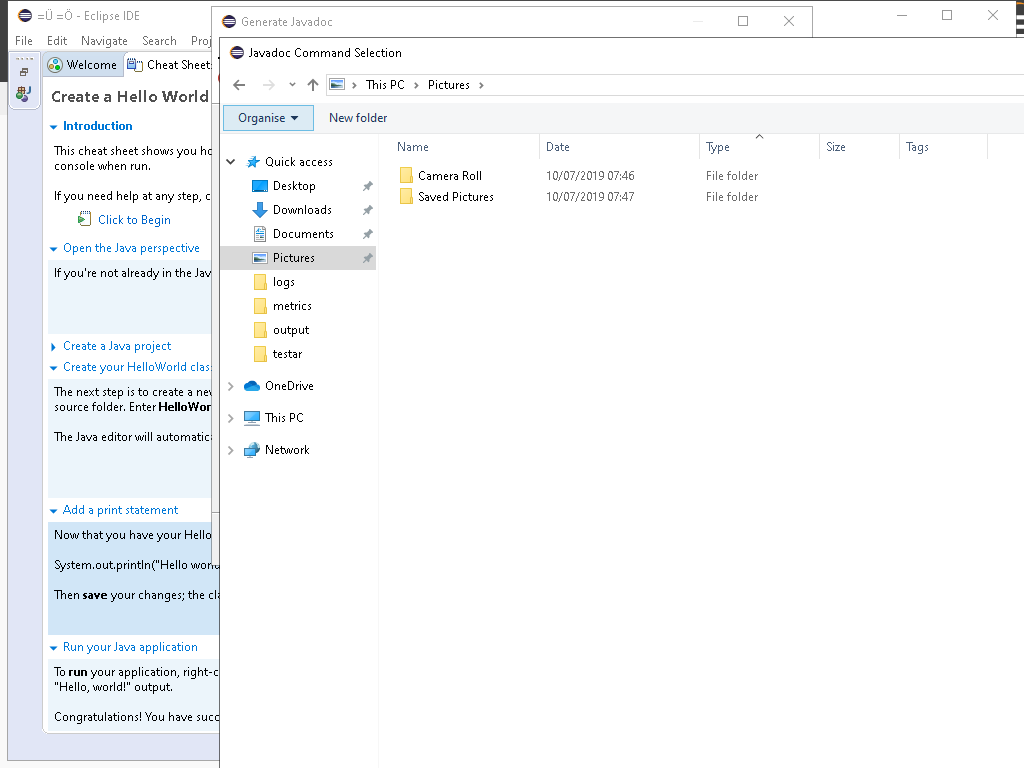 =Ü =Ö - Eclipse IDE
File Edit Navigate Search Proj
Welcome
Cheat Sheets
Create a Hello World
Introduction
This cheat sheet shows you ho
console when run.
If you need help at any step, c
Click to Begin
Open the Java perspective
If you're not already in the Jav
Create a Java project
Create your HelloWorld clas
The next step is to create a new
source folder. Enter HelloWor
The Java editor will automatica
Add a print statement
Now that you have your Hello
System.out.println("Hello world
Then save your changes; the cla
Run your Java application
To run your application, right-c
"Hello, world!" output.
Congratulations! You have succ
Generate Javadoc
Javadoc Command Selection
This PC > Pictures >
Organise New folder
Quick access
Desktop
Downloads
Documents
Pictures
logs
metrics
output
testar
OneDrive
This PC
Network
Name Date Type Size Tags
Camera Roll 10/07/2019 07:46 File folder
Saved Pictures 10/07/2019 07:47 File folder